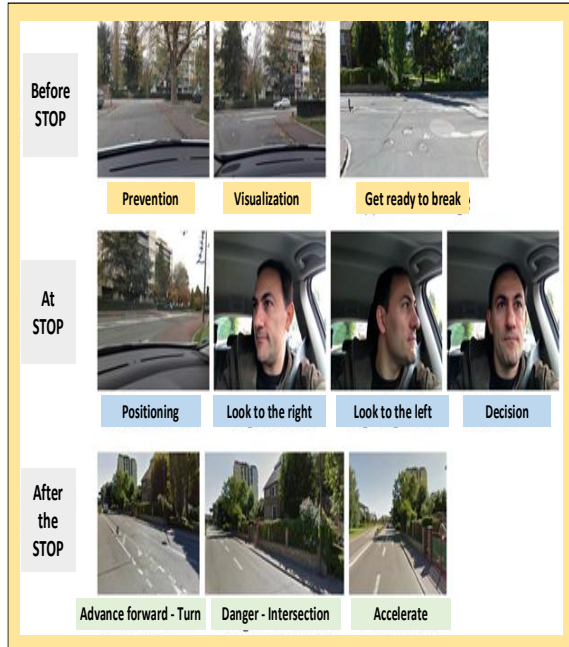 Before
STOP
Prevention
Visualization
Get ready to break
At
STOP
Positioning
Look to the right
Look to the left
Decision
After
the
STOP
Advance forward - Turn
Danger - Intersection
Accelerate